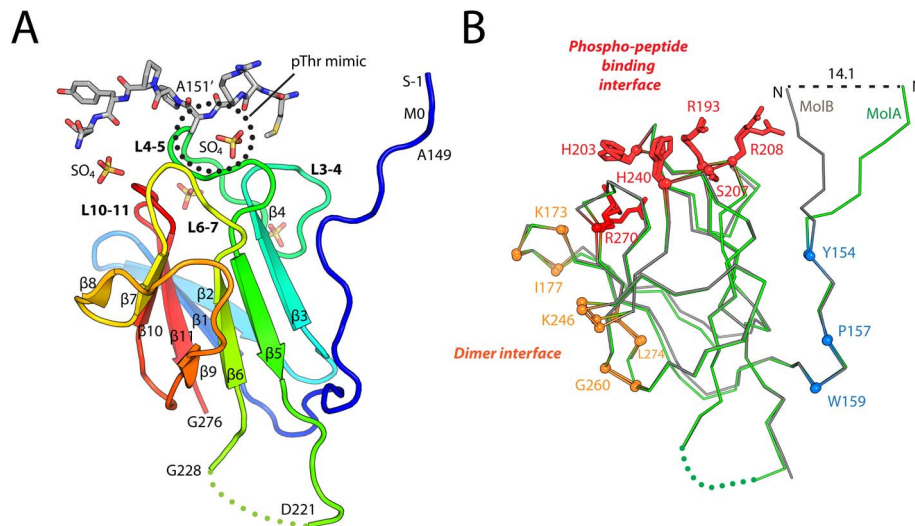 A
A151′
pThr mimic
S-1
M0
A149
SO4
L4-5
SO4
L3-4
L10-11
L6-7
β4
β8
β7
β2
β1
β3
β10
β11
β5
β9
β6
G276
G228
D221
B
Phospho-peptide
binding
interface
14.1
N
N
MolB
MolA
R193
H203
R208
H240
S207
K173
R270
I177
Y154
K246
L274
P157
Dimer interface
G260
W159